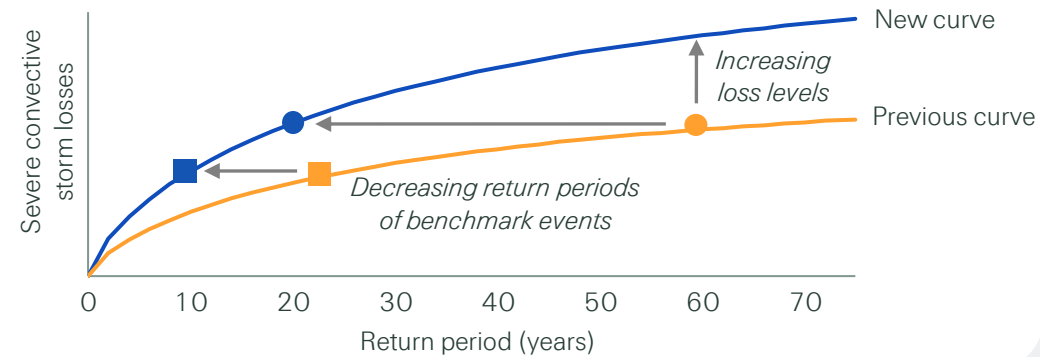 Severe convective
storm losses
New curve
Increasing
loss levels
Previous curve
Decreasing return periods
of benchmark events
0 10 20 30 40 50 60 70
Return period (years)